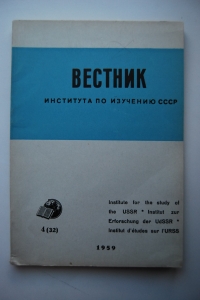 ВЕСТНИК
ИНСТИТУТА ПО ИЗУЧЕНИЮ СССР
Institute for the study of
the USSR * Institut zur
Erforschung der UdSSR *
Institut d'études sur l'URSS
4 (32)
1959